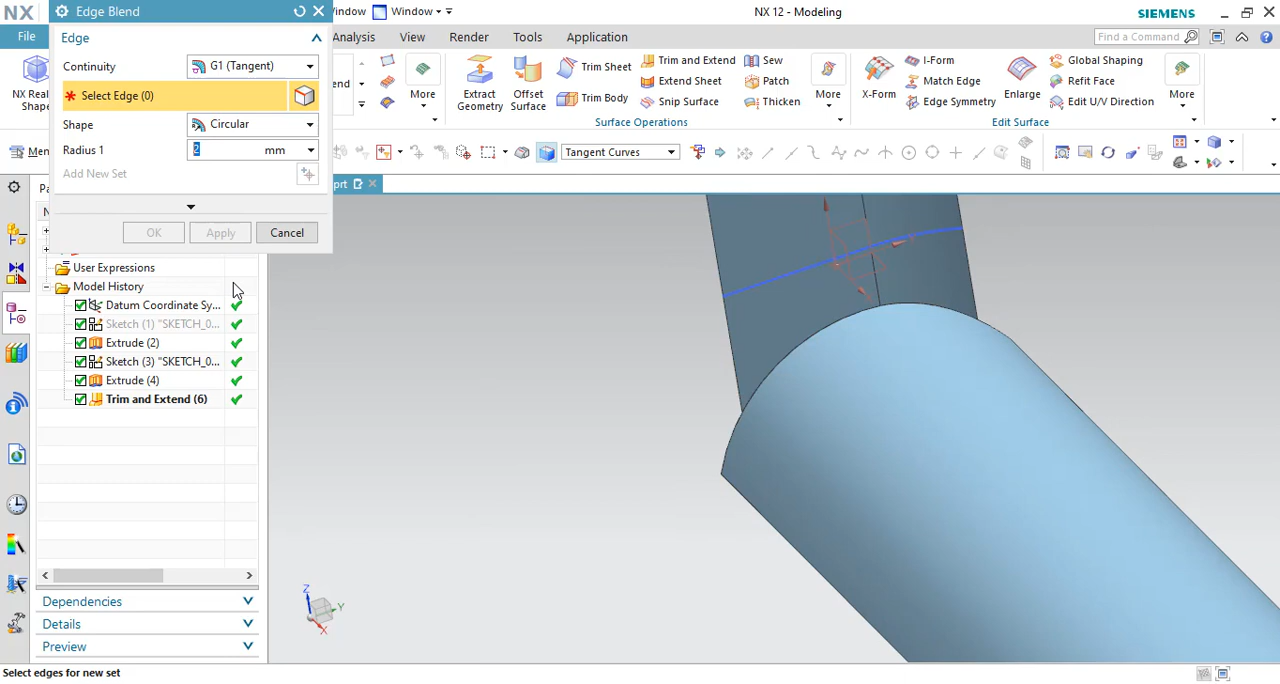 NX
Edge Blend
Window
Window
NX 12 - Modeling
SIEMENS
File
Analysis
View
Render
Tools
Application
Find a Command
Edge
Continuity
G1 (Tangent)
* Select Edge (0)
Shape
Circular
Radius 1
2
mm
Add New Set
OK
Apply
Cancel
NX Real
Shape
end
More
Extract
Geometry
Offset
Surface
Trim Sheet
Trim Body
Trim and Extend
Extend Sheet
Snip Surface
Sew
Patch
Thicken
More
Surface Operations
X-Form
I-Form
Match Edge
Edge Symmetry
Enlarge
Global Shaping
Refit Face
Edit U/V Direction
More
Edit Surface
Men
Tangent Curves
Pa
prt
N
User Expressions
Model History
Datum Coordinate Sy...
Sketch (1) "SKETCH_0...
Extrude (2)
Sketch (3) "SKETCH_0...
Extrude (4)
Trim and Extend (6)
Dependencies
Details
Preview
Z
Y
X
Select edges for new set